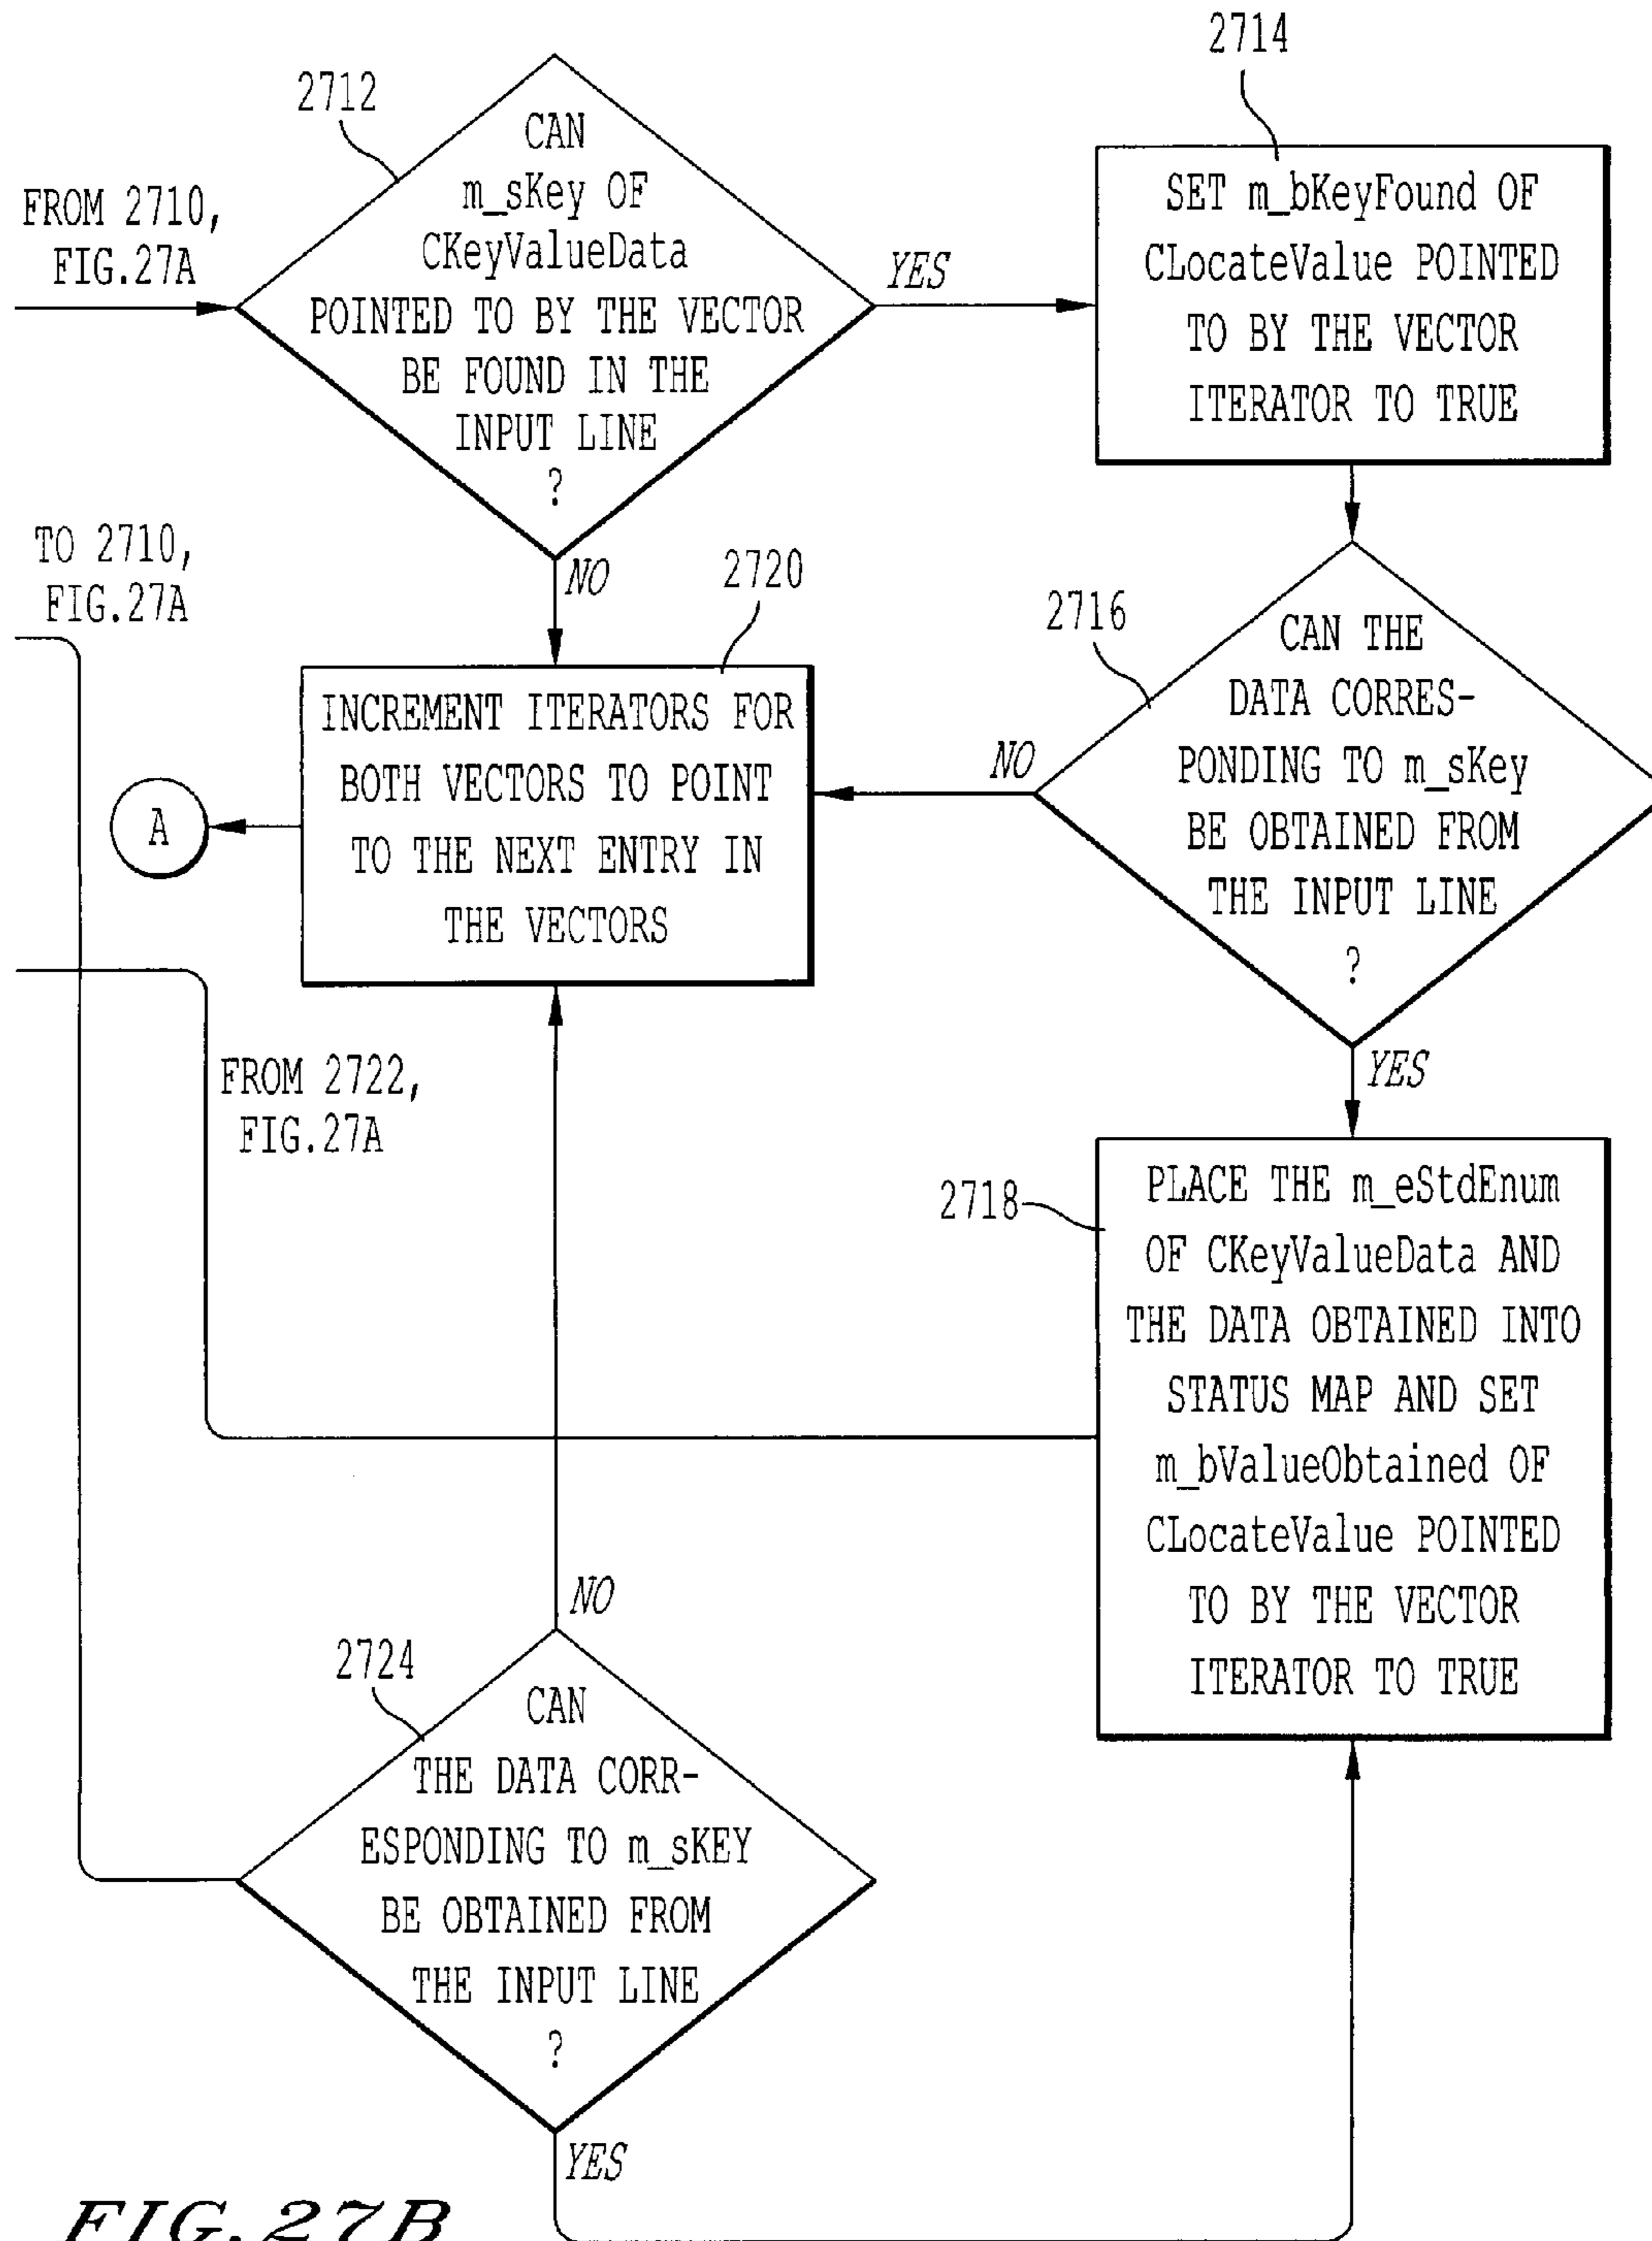 2712
CAN
m_sKey OF
CKeyValueData
POINTED TO BY THE VECTOR
BE FOUND IN THE
INPUT LINE
?
FROM 2710,
FIG.27A
YES
NO
2714
SET m_bKeyFound OF
CLocateValue POINTED
TO BY THE VECTOR
ITERATOR TO TRUE
TO 2710,
FIG.27A
2720
INCREMENT ITERATORS FOR
BOTH VECTORS TO POINT
TO THE NEXT ENTRY IN
THE VECTORS
A
2716
CAN THE
DATA CORRES-
PONDING TO m_sKey
BE OBTAINED FROM
THE INPUT LINE
?
NO
YES
FROM 2722,
FIG.27A
2718
PLACE THE m_eStdEnum
OF CKeyValueData AND
THE DATA OBTAINED INTO
STATUS MAP AND SET
m_bValueObtained OF
CLocateValue POINTED
TO BY THE VECTOR
ITERATOR TO TRUE
NO
2724
CAN
THE DATA CORR-
ESPONDING TO m_sKEY
BE OBTAINED FROM
THE INPUT LINE
?
YES
FIG.27B